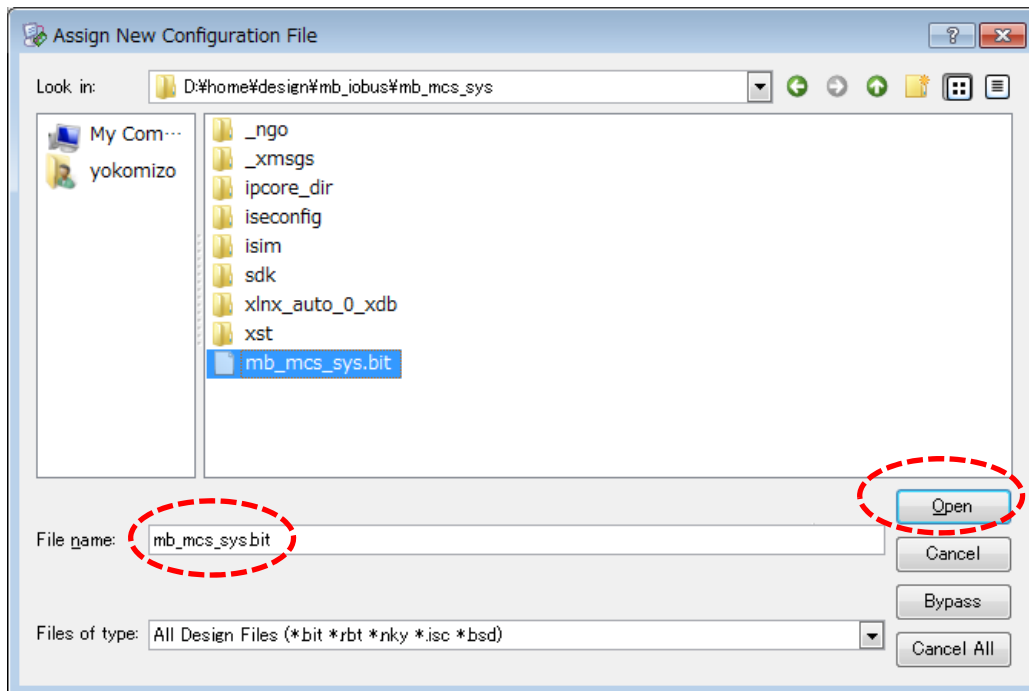 Assign New Configuration File
Look in: D:¥home¥design¥mb_iobus¥mb_mcs_sys
My Com···
yokomizo
_ngo
_xmsgs
ipcore_dir
iseconfig
isim
sdk
xlnx_auto_0_xdb
xst
mb_mcs_sys.bit
Open
File name: mb_mcs_sys.bit
Cancel
Bypass
Files of type: All Design Files (*bit *rbt *nky *.isc *bsd)
Cancel All